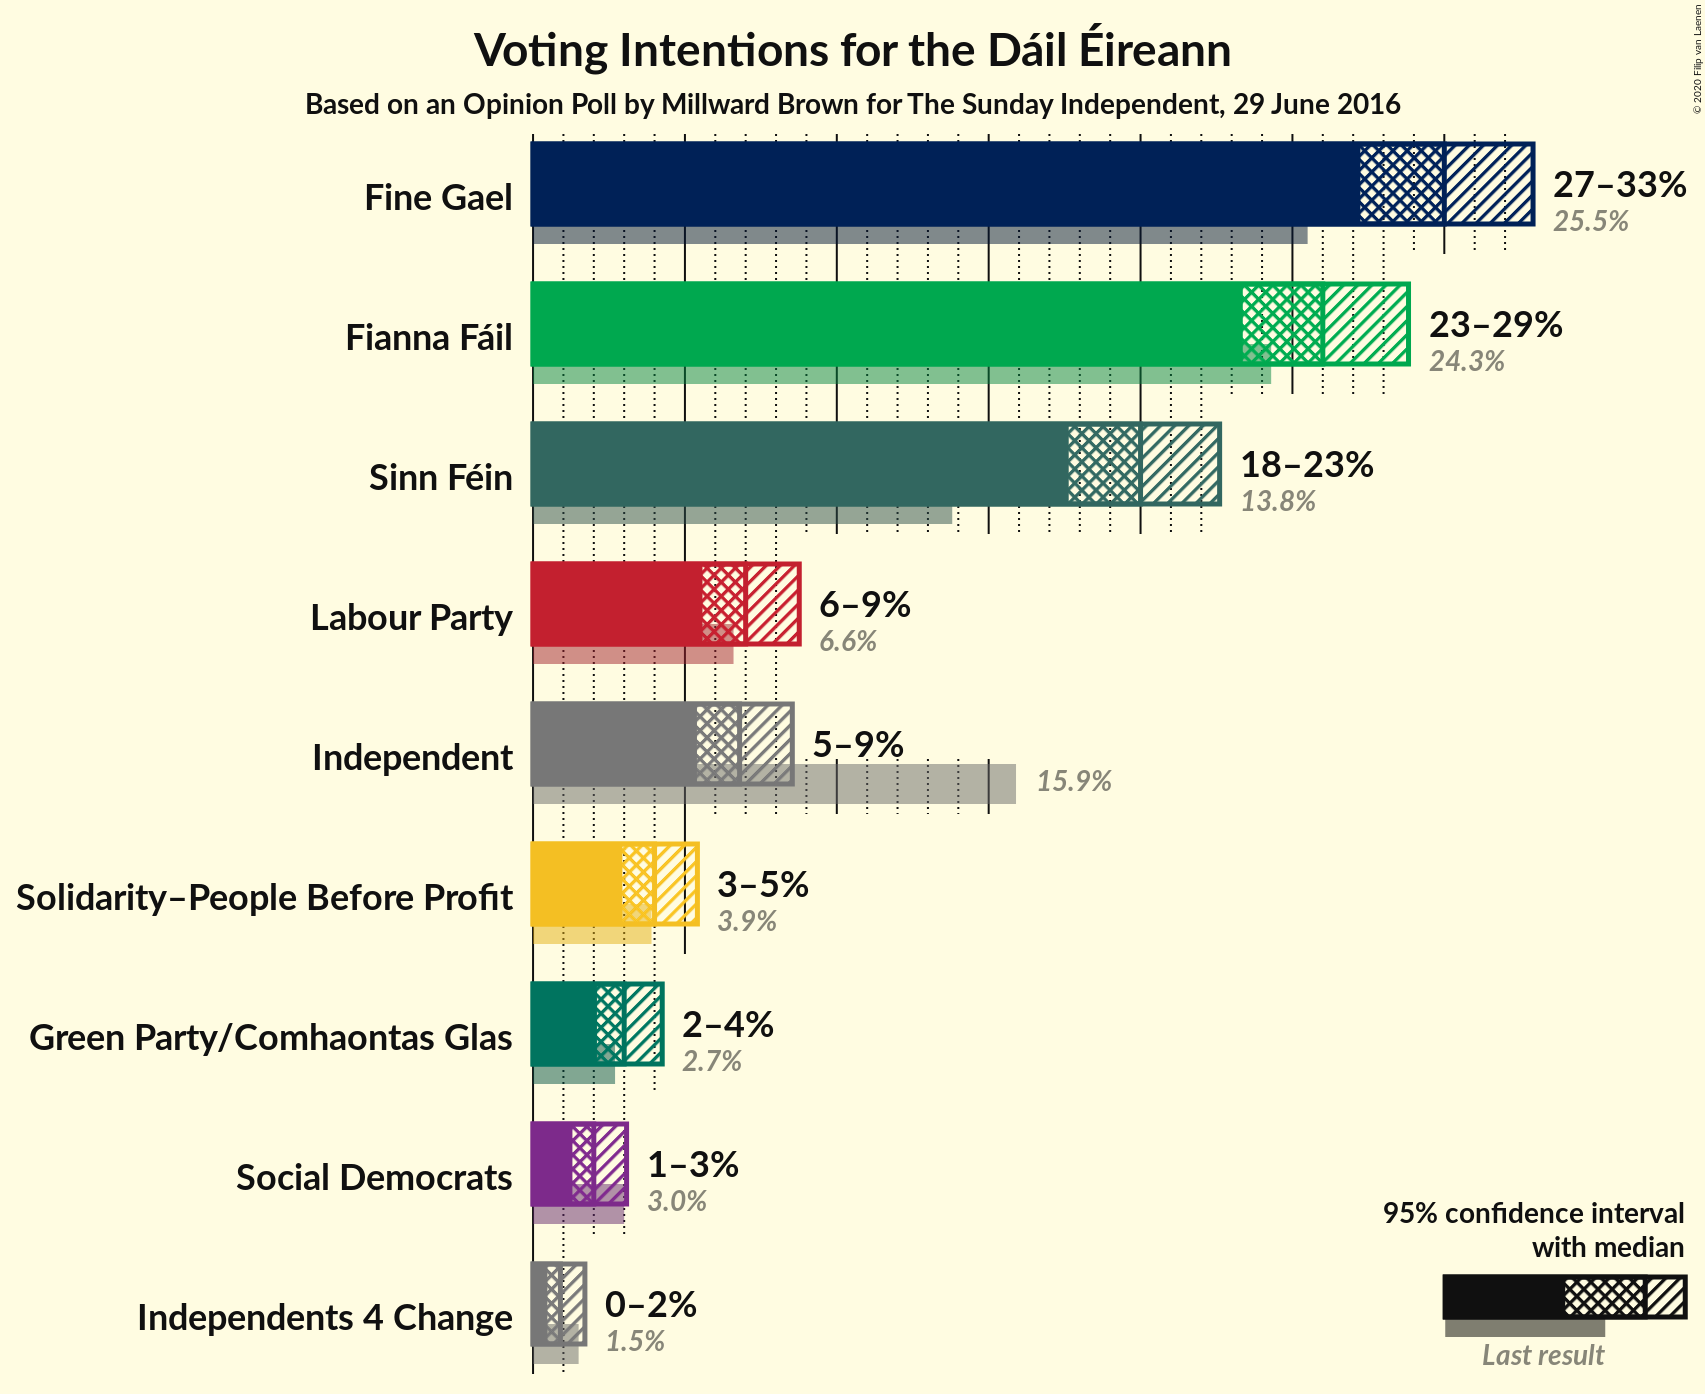 Voting Intentions for the Dáil Éireann
Based on an Opinion Poll by Millward Brown for The Sunday Independent, 29 June 2016
© 2020 Filip van Laenen
Fine Gael
27–33%
25.5%
Fianna Fáil
23–29%
24.3%
Sinn Féin
18–23%
13.8%
Labour Party
6–9%
6.6%
Independent
5–9%
15.9%
Solidarity–People Before Profit
3–5%
3.9%
Green Party/Comhaontas Glas
2–4%
2.7%
Social Democrats
1–3%
3.0%
Independents 4 Change
0–2%
1.5%
95% confidence interval
with median
Last result